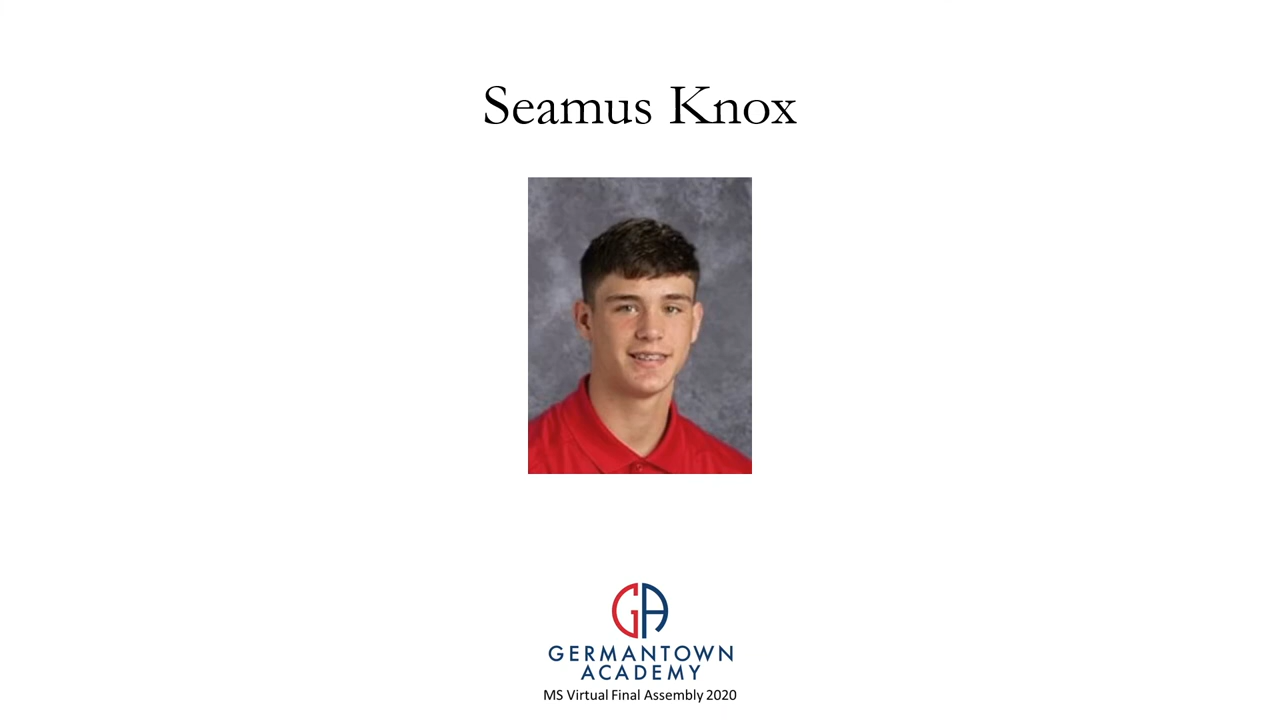 Seamus Knox
GA
GERMANTOWN
ACADEMY
MS Virtual Final Assembly 2020